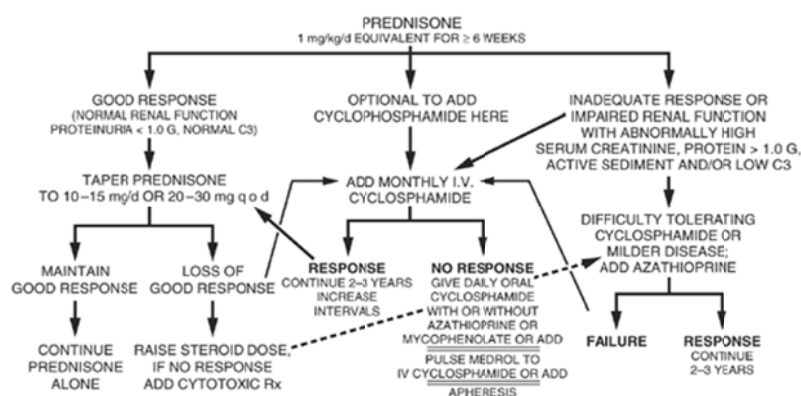 PREDNISONE
1 mg/kg/d EQUIVALENT FOR ≥ 6 WEEKS
GOOD RESPONSE
(NORMAL RENAL FUNCTION
PROTEINURIA < 1.0 G, NORMAL C3)
OPTIONAL TO ADD
CYCLOPHOSPHAMIDE HERE
INADEQUATE RESPONSE OR
IMPAIRED RENAL FUNCTION
WITH ABNORMALLY HIGH
SERUM CREATININE, PROTEIN > 1.0 G,
ACTIVE SEDIMENT AND/OR LOW C3
TAPER PREDNISONE
TO 10–15 mg/d OR 20–30 mg q o d
ADD MONTHLY I.V.
CYCLOSPHAMIDE
DIFFICULTY TOLERATING
CYCLOSPHAMIDE OR
MILDER DISEASE;
ADD AZATHIOPRINE
MAINTAIN
GOOD RESPONSE
LOSS OF
GOOD RESPONSE
RESPONSE
CONTINUE 2–3 YEARS
INCREASE
INTERVALS
NO RESPONSE
GIVE DAILY ORAL
CYCLOSPHAMIDE
WITH OR WITHOUT
AZATHIOPRINE OR
MYCOPHENOLATE OR ADD
PULSE MEDROL TO
IV CYCLOSPHAMIDE OR ADD
APHERESIS
FAILURE
RESPONSE
CONTINUE
2–3 YEARS
CONTINUE
PREDNISONE
ALONE
RAISE STEROID DOSE,
IF NO RESPONSE
ADD CYTOTOXIC Rx